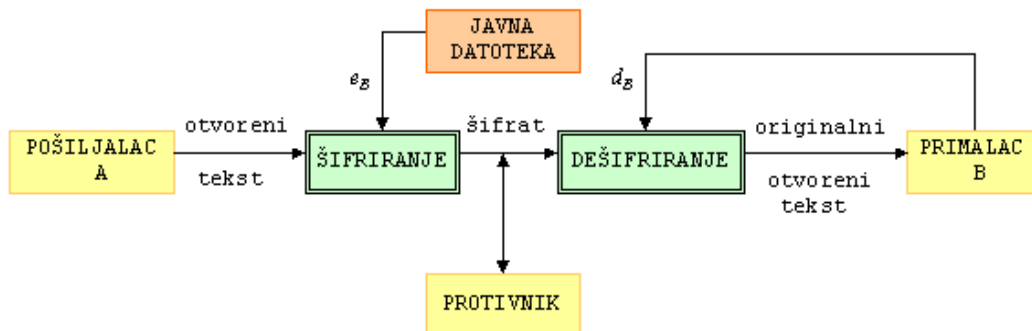 JAVNA
DATOTEKA
e_B
d_B
POŠILJALAC
A
otvoreni
tekst
ŠIFRIRANJE
šifrat
DEŠIFRIRANJE
originalni
otvoreni
tekst
PRIMALAC
B
PROTIVNIK